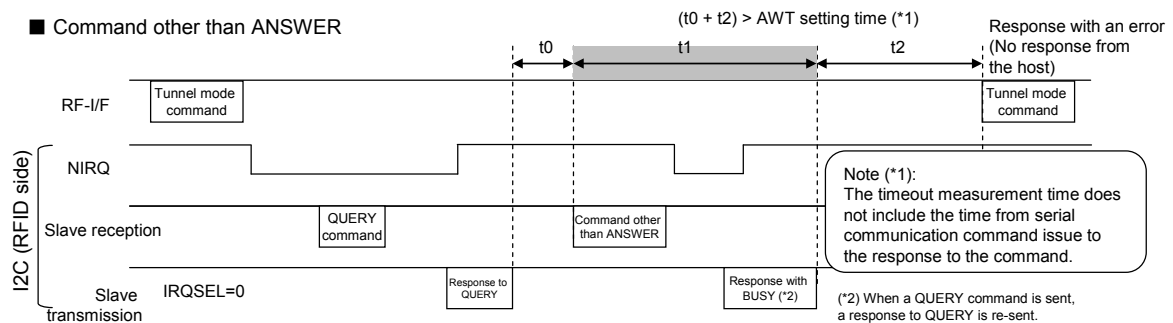 ■ Command other than ANSWER
(t0 + t2) > AWT setting time (*1)
t0
t1
t2
Response with an error
(No response from
the host)
RF-I/F
Tunnel mode
command
Tunnel mode
command
I2C (RFID side)
NIRQ
Note (*1):
The timeout measurement time does
not include the time from serial
communication command issue to
the response to the command.
Slave reception
QUERY
command
Command other
than ANSWER
Slave
transmission
IRQSEL=0
Response to
QUERY
Response with
BUSY (*2)
(*2) When a QUERY command is sent,
a response to QUERY is re-sent.